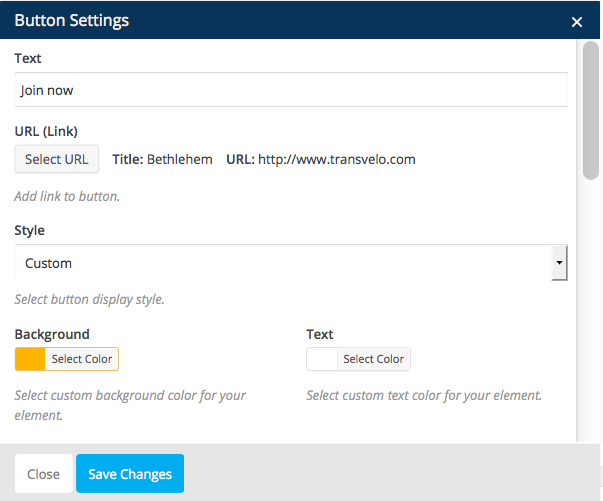 Button Settings
Text
Join now
URL (Link)
Select URL Title: Bethlehem URL: http://www.transvelo.com
Add link to button.
Style
Custom
Select button display style.
Background Text
Select Color Select Color
Select custom background color for your Select custom text color for your element.
element.
Close Save Changes